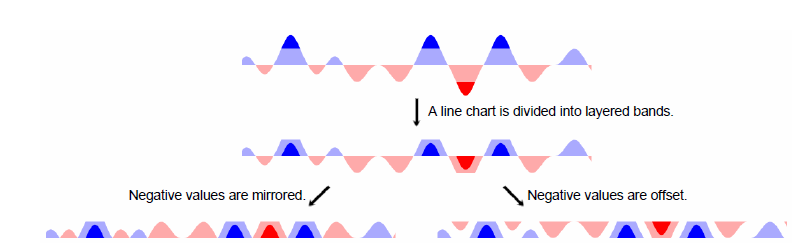 A line chart is divided into layered bands.
Negative values are mirrored.
Negative values are offset.